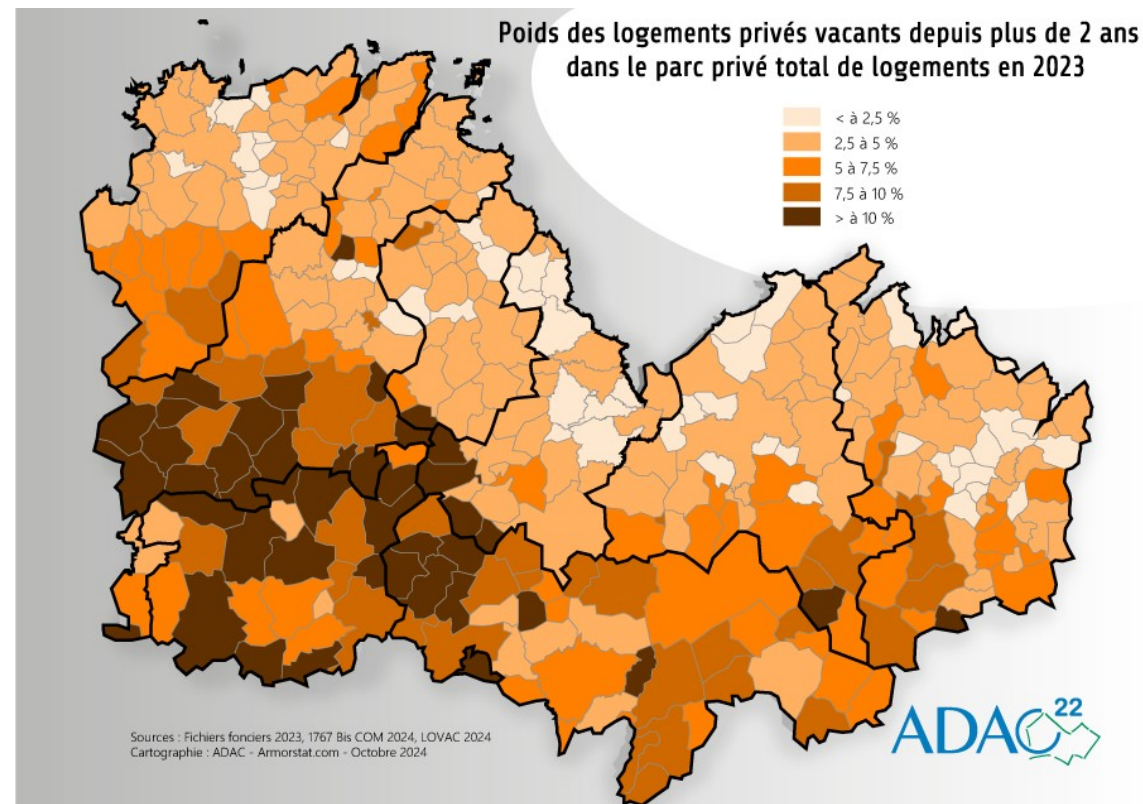 Poids des logements privés vacants depuis plus de 2 ans
dans le parc privé total de logements en 2023
< à 2,5 %
2,5 à 5 %
5 à 7,5 %
7,5 à 10 %
> à 10 %
Sources : Fichiers fonciers 2023, 1767 Bis COM 2024, LOVAC 2024
Cartographie : ADAC - Armorstat.com - Octobre 2024
ADAC 22